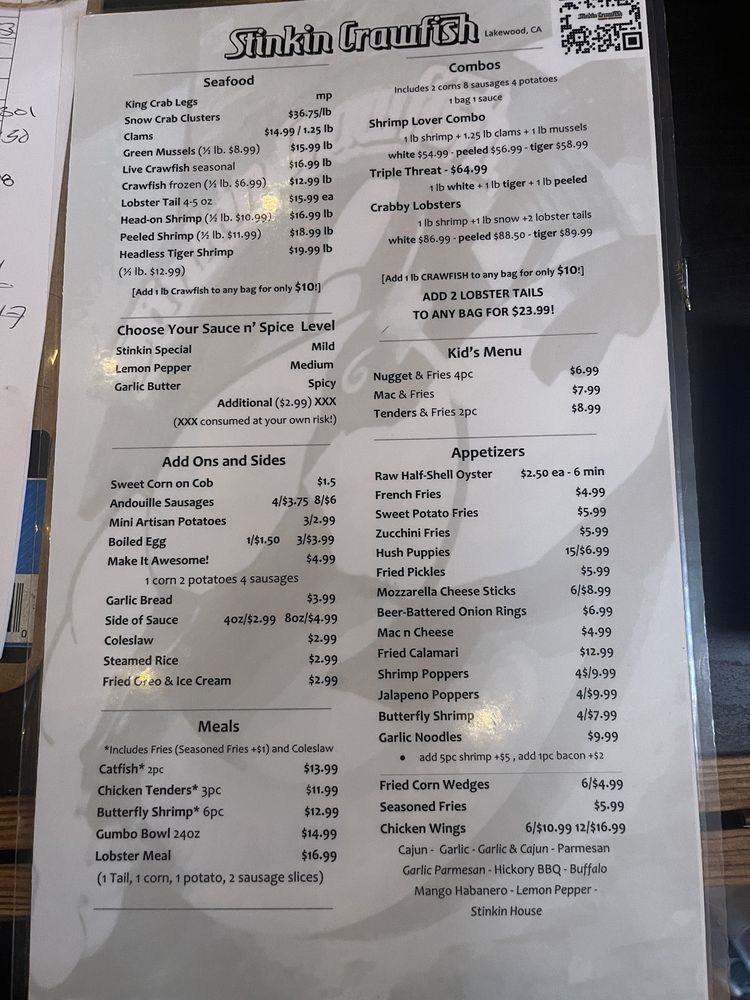 Stinkin Crawfish Lakewood, CA
Seafood
King Crab Legs mp
Snow Crab Clusters $36.75/lb
Clams $14.99 / 1.25 lb
Green Mussels (½ lb. $8.99) $15.99 lb
Live Crawfish seasonal $16.99 lb
Crawfish frozen (½ lb. $6.99) $12.99 lb
Lobster Tail 4-5 oz $15.99 ea
Head-on Shrimp (½ lb. $10.99) $16.99 lb
Peeled Shrimp (½ lb. $11.99) $18.99 lb
Headless Tiger Shrimp $19.99 lb
(½ lb. $12.99)
[Add 1 lb Crawfish to any bag for only $10!]
Choose Your Sauce n' Spice Level
Stinkin Special Mild
Lemon Pepper Medium
Garlic Butter Spicy
Additional ($2.99) XXX
(XXX consumed at your own risk!)
Add Ons and Sides
Sweet Corn on Cob $1.5
Andouille Sausages 4/$3.75 8/$6
Mini Artisan Potatoes 3/2.99
Boiled Egg 1/$1.50 3/$3.99
Make It Awesome! $4.99
1 corn 2 potatoes 4 sausages
Garlic Bread $3.99
Side of Sauce 4oz/$2.99 8oz/$4.99
Coleslaw $2.99
Steamed Rice $2.99
Fried Oreo & Ice Cream $2.99
Meals
*Includes Fries (Seasoned Fries +$1) and Coleslaw
Catfish* 2pc $13.99
Chicken Tenders* 3pc $11.99
Butterfly Shrimp* 6pc $12.99
Gumbo Bowl 24oz $14.99
Lobster Meal $16.99
(1 Tail, 1 corn, 1 potato, 2 sausage slices)
Combos
Includes 2 corns 8 sausages 4 potatoes
1 bag 1 sauce
Shrimp Lover Combo
1 lb shrimp + 1.25 lb clams + 1 lb mussels
white $54.99 - peeled $56.99 - tiger $58.99
Triple Threat - $64.99
1 lb white + 1 lb tiger + 1 lb peeled
Crabby Lobsters
1 lb shrimp +1 lb snow +2 lobster tails
white $86.99 - peeled $88.50 - tiger $89.99
[Add 1 lb CRAWFISH to any bag for only $10!]
ADD 2 LOBSTER TAILS
TO ANY BAG FOR $23.99!
Kid's Menu
Nugget & Fries 4pc $6.99
Mac & Fries $7.99
Tenders & Fries 2pc $8.99
Appetizers
Raw Half-Shell Oyster $2.50 ea - 6 min
French Fries $4.99
Sweet Potato Fries $5.99
Zucchini Fries $5.99
Hush Puppies 15/$6.99
Fried Pickles $5.99
Mozzarella Cheese Sticks 6/$8.99
Beer-Battered Onion Rings $6.99
Mac n Cheese $4.99
Fried Calamari $12.99
Shrimp Poppers 4$/9.99
Jalapeno Poppers 4/$9.99
Butterfly Shrimp 4/$7.99
Garlic Noodles $9.99
• add 5pc shrimp +$5 , add 1pc bacon +$2
Fried Corn Wedges 6/$4.99
Seasoned Fries $5.99
Chicken Wings 6/$10.99 12/$16.99
Cajun - Garlic - Garlic & Cajun - Parmesan
Garlic Parmesan - Hickory BBQ - Buffalo
Mango Habanero - Lemon Pepper -
Stinkin House